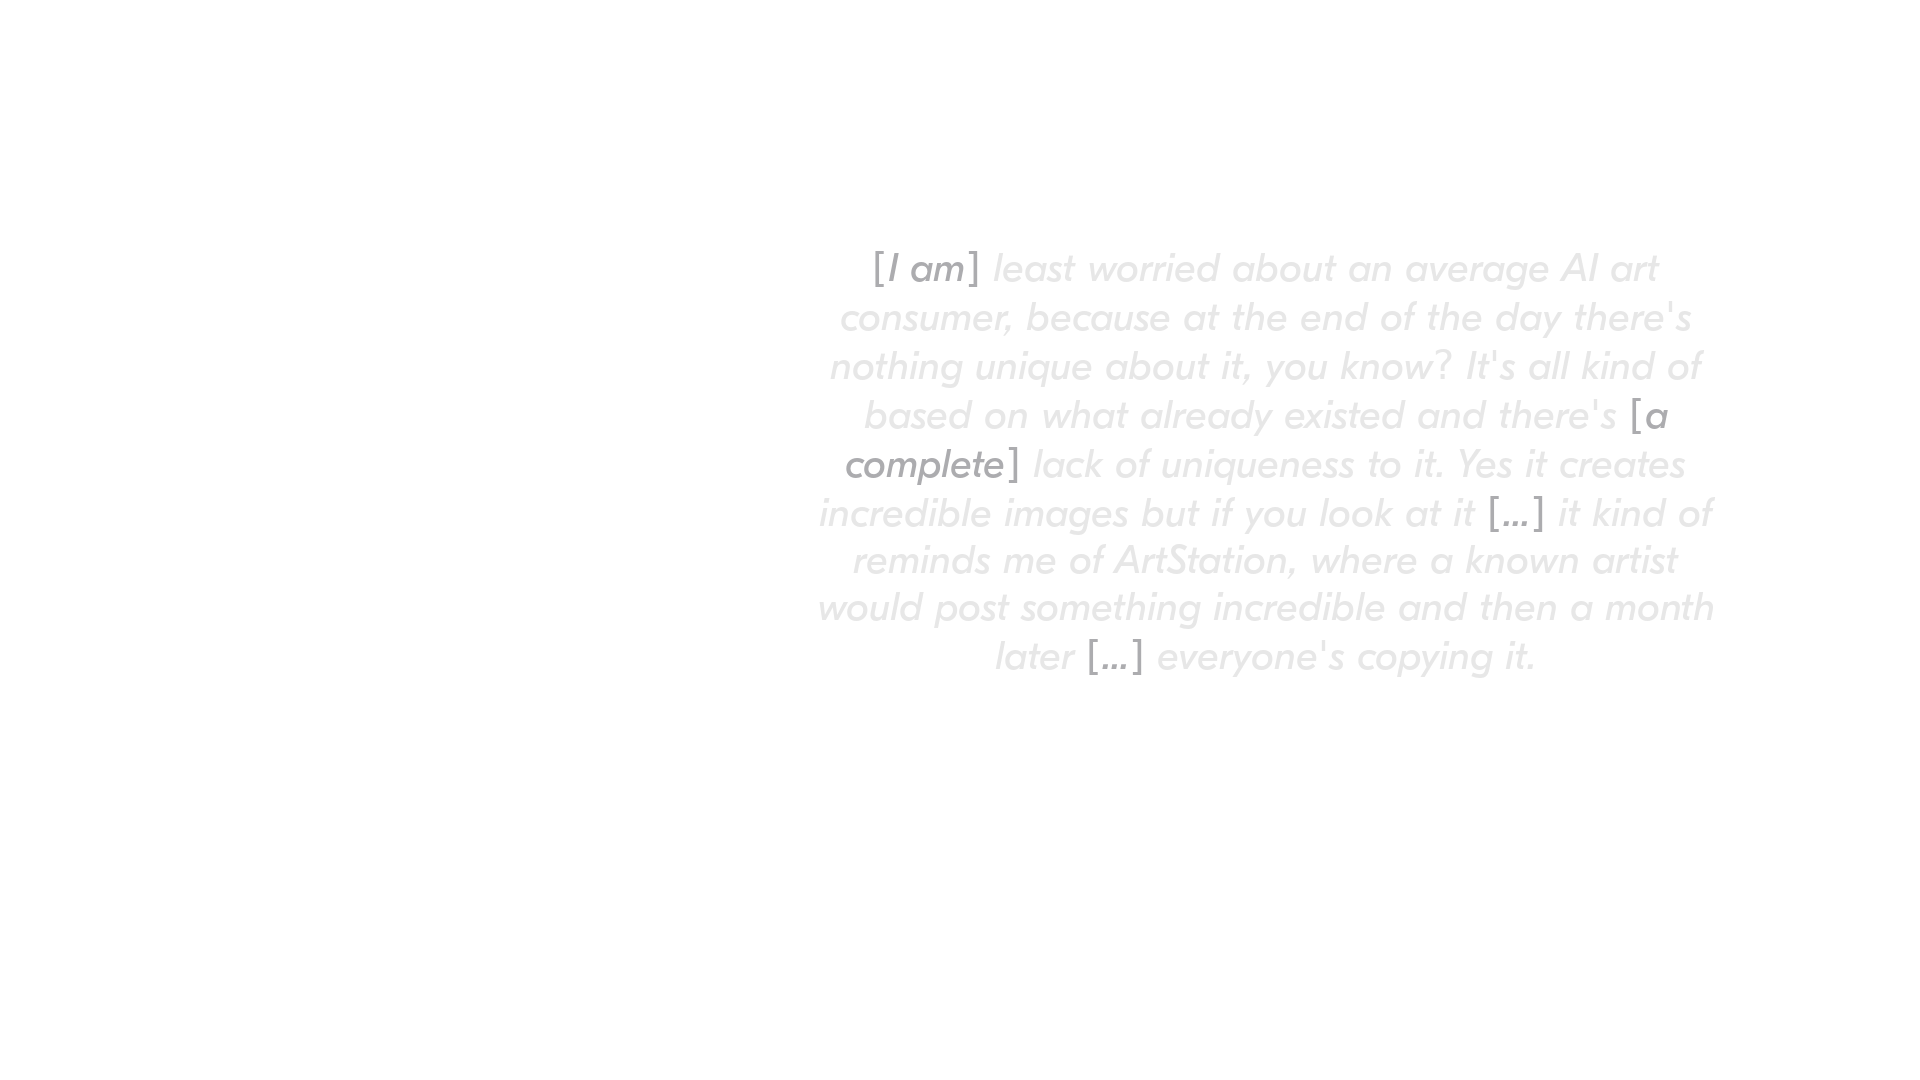 [I am] least worried about an average AI art
consumer, because at the end of the day there's
nothing unique about it, you know? It's all kind of
based on what already existed and there's [a
complete] lack of uniqueness to it. Yes it creates
incredible images but if you look at it [...] it kind of
reminds me of ArtStation, where a known artist
would post something incredible and then a month
later [...] everyone's copying it.